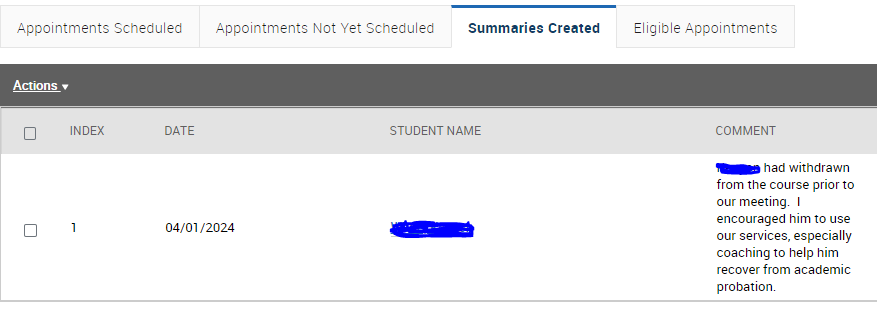 Appointments Scheduled Appointments Not Yet Scheduled Summaries Created Eligible Appointments
Actions
INDEX DATE STUDENT NAME COMMENT
1 04/01/2024
had withdrawn
from the course prior to
our meeting. I
encouraged him to use
our services, especially
coaching to help him
recover from academic
probation.